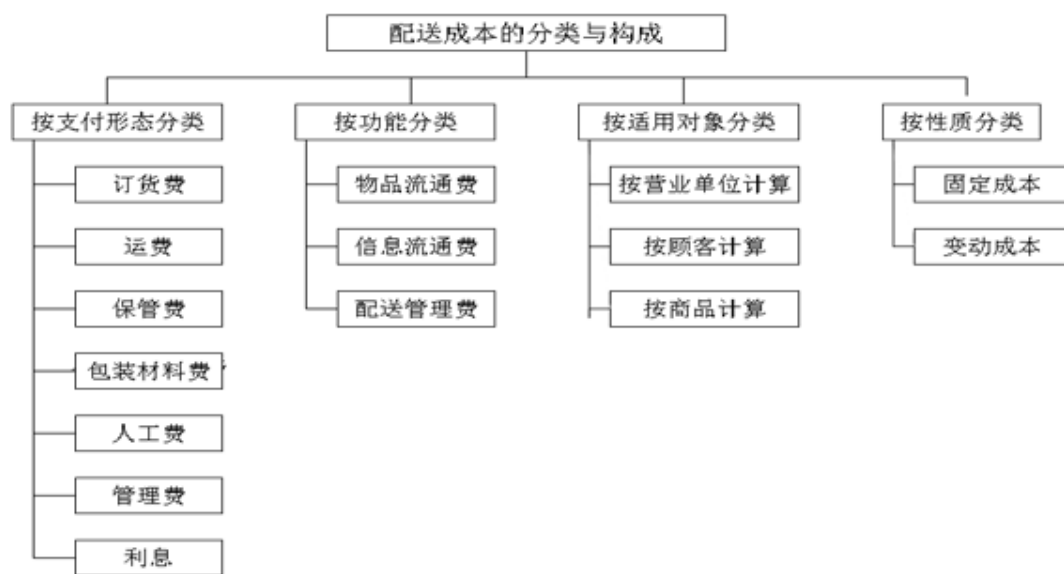 配送成本的分类与构成
按支付形态分类
订货费
运费
保管费
包装材料费
人工费
管理费
利息
按功能分类
物品流通费
信息流通费
配送管理费
按适用对象分类
按营业单位计算
按顾客计算
按商品计算
按性质分类
固定成本
变动成本